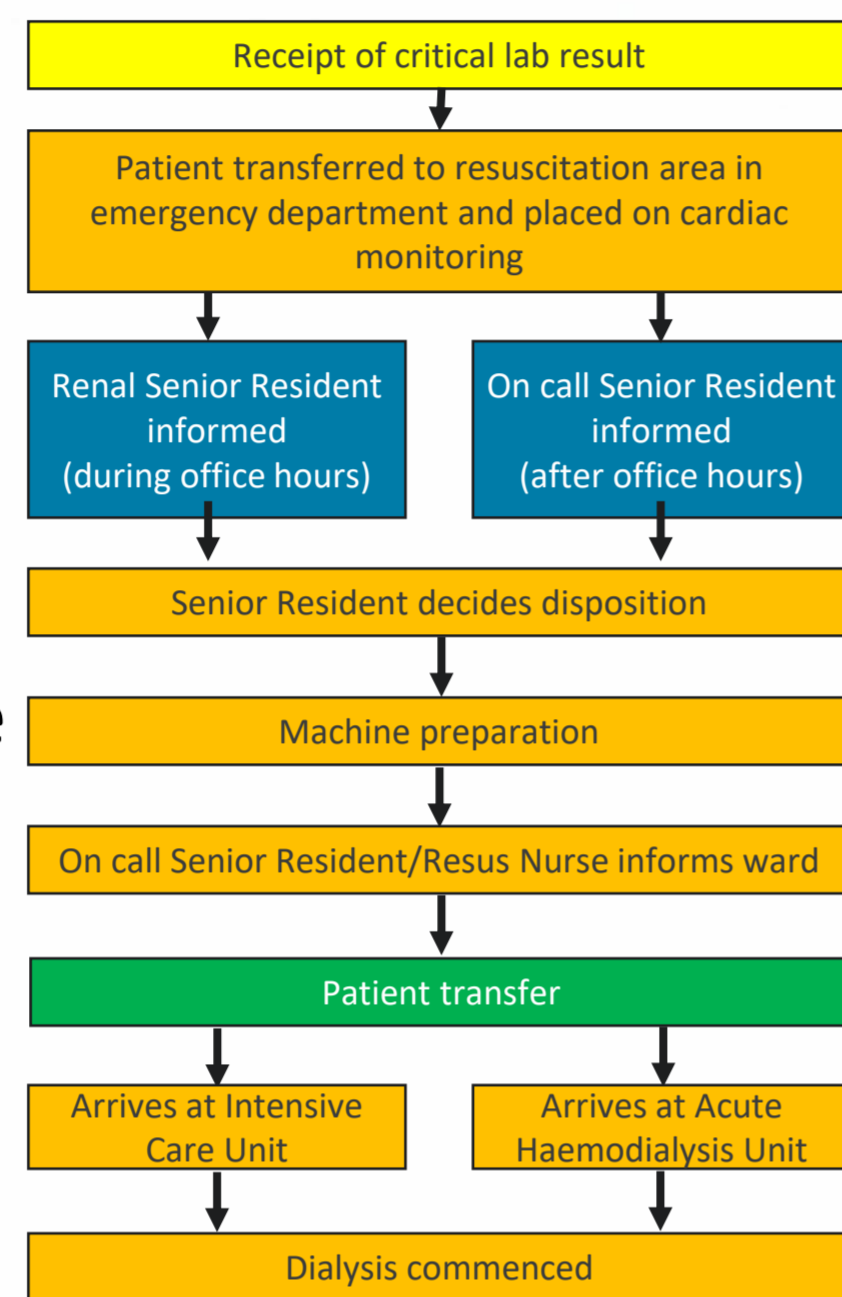 Receipt of critical lab result
Patient transferred to resuscitation area in
emergency department and placed on cardiac
monitoring
Renal Senior Resident
informed
(during office hours)
On call Senior Resident
informed
(after office hours)
Senior Resident decides disposition
e
Machine preparation
On call Senior Resident/Resus Nurse informs ward
Patient transfer
Arrives at Intensive
Care Unit
Arrives at Acute
Haemodialysis Unit
Dialysis commenced